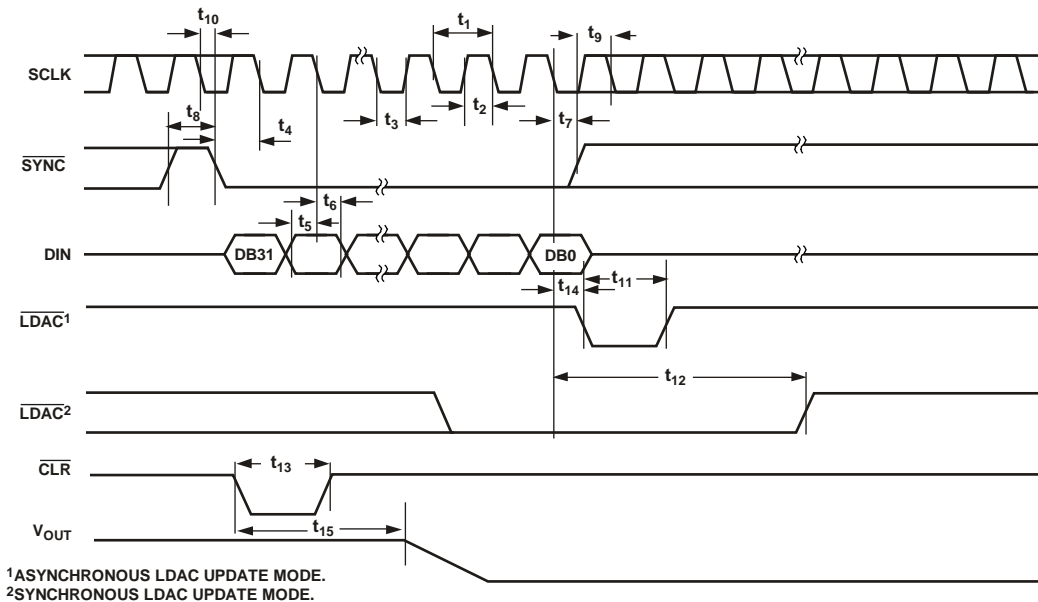 t10
t1
t9
SCLK
t8
t4
t3
t2
t7
SYNC
t6
t5
DIN
DB31
DB0
t14
t11
LDAC1
t12
LDAC2
CLR
t13
t15
VOUT
1ASYNCHRONOUS LDAC UPDATE MODE.
2SYNCHRONOUS LDAC UPDATE MODE.